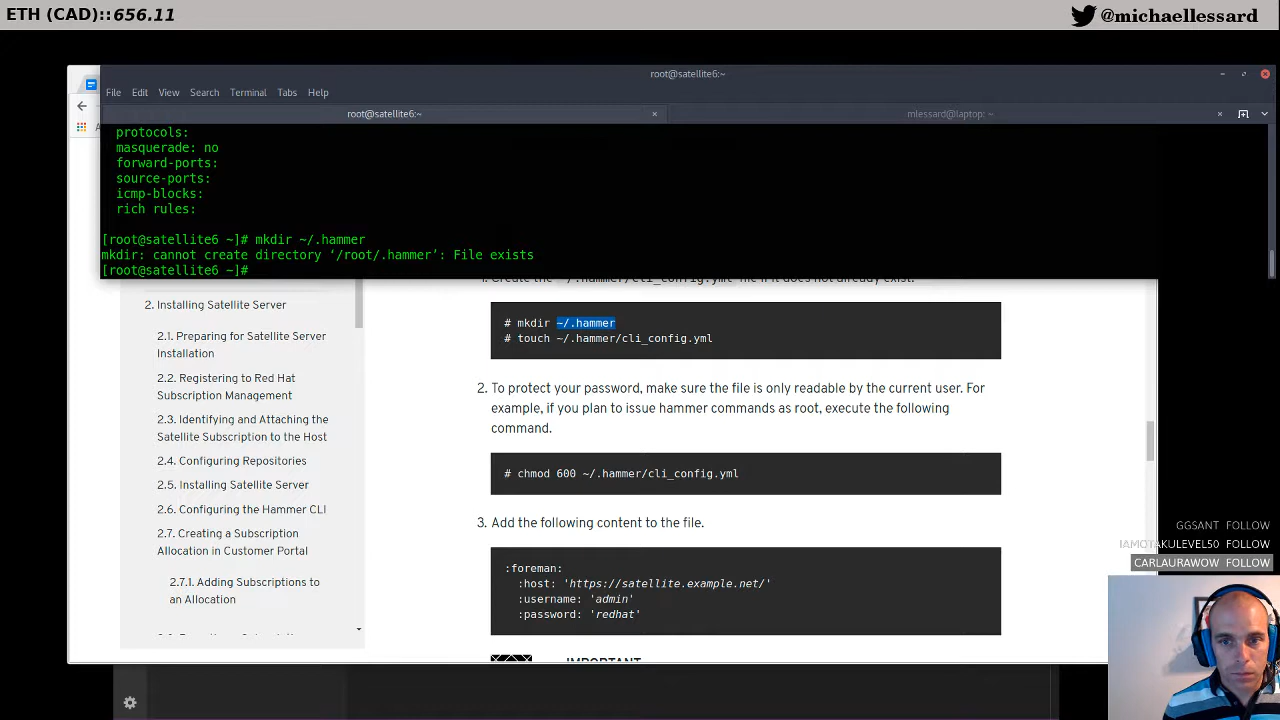 ETH (CAD)::656.11
@michaellessard
root@satellite6:~
File Edit View Search Terminal Tabs Help
root@satellite6:~
mlessard@laptop: ~
protocols:
masquerade: no
forward-ports:
source-ports:
icmp-blocks:
rich rules:
[root@satellite6 ~]# mkdir ~/.hammer
mkdir: cannot create directory ‘/root/.hammer’: File exists
[root@satellite6 ~]#
2. Installing Satellite Server
2.1. Preparing for Satellite Server
Installation
2.2. Registering to Red Hat
Subscription Management
2.3. Identifying and Attaching the
Satellite Subscription to the Host
2.4. Configuring Repositories
2.5. Installing Satellite Server
2.6. Configuring the Hammer CLI
2.7. Creating a Subscription
Allocation in Customer Portal
2.7.1. Adding Subscriptions to
an Allocation
# mkdir ~/.hammer
# touch ~/.hammer/cli_config.yml
2. To protect your password, make sure the file is only readable by the current user. For
example, if you plan to issue hammer commands as root, execute the following
command.
# chmod 600 ~/.hammer/cli_config.yml
3. Add the following content to the file.
:foreman:
:host: 'https://satellite.example.net/'
:username: 'admin'
:password: 'redhat'
IMPORTANT
GGSANT FOLLOW
IAMOTAKULEVEL50 FOLLOW
CARLAURAWOW FOLLOW